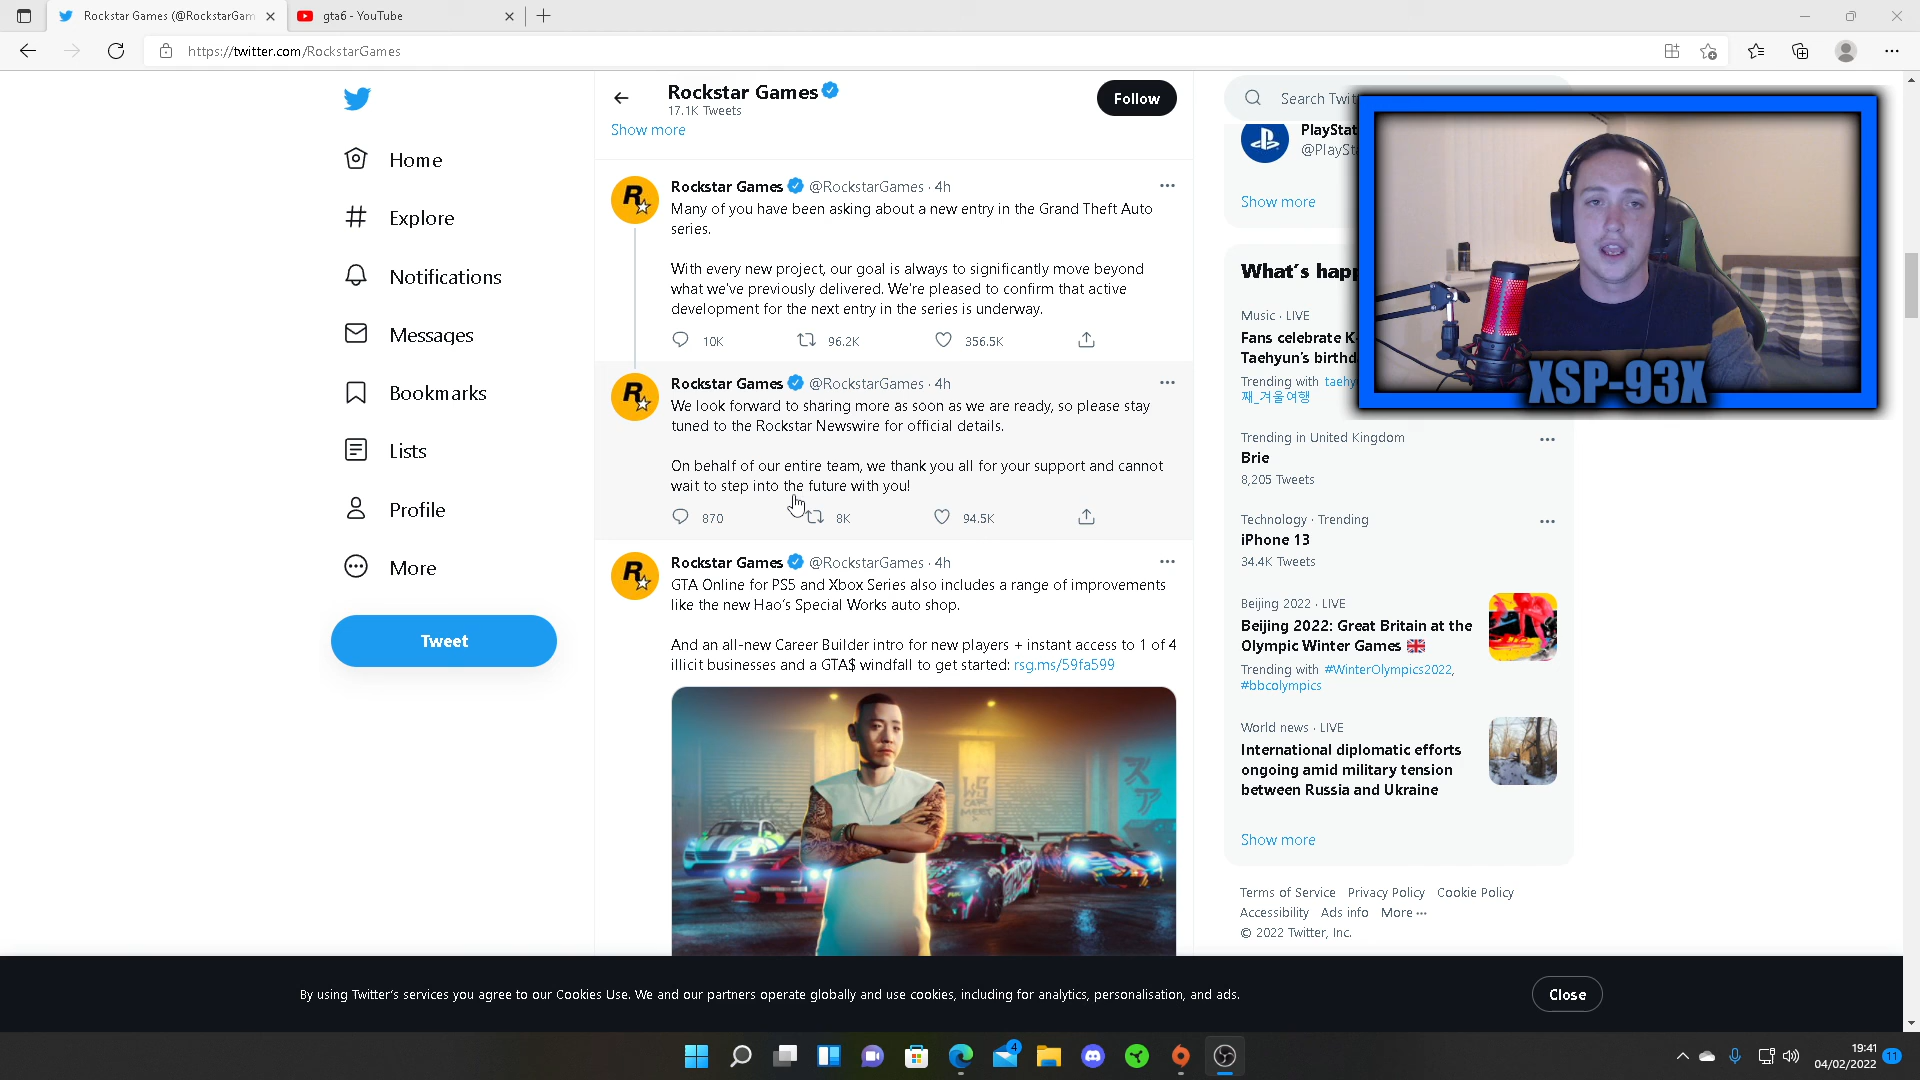 Rockstar Games (@RockstarGam
gta6 - YouTube
https://twitter.com/RockstarGames
Home
Explore
Notifications
Messages
Bookmarks
Lists
Profile
More
Tweet
Rockstar Games
17.1K Tweets
Follow
Show more
Rockstar Games @RockstarGames · 4h
Many of you have been asking about a new entry in the Grand Theft Auto
series.
With every new project, our goal is always to significantly move beyond
what we've previously delivered. We're pleased to confirm that active
development for the next entry in the series is underway.
10K 96.2K 356.5K
Rockstar Games @RockstarGames · 4h
We look forward to sharing more as soon as we are ready, so please stay
tuned to the Rockstar Newswire for official details.
On behalf of our entire team, we thank you all for your support and cannot
wait to step into the future with you!
870 8K 94.5K
Rockstar Games @RockstarGames · 4h
GTA Online for PS5 and Xbox Series also includes a range of improvements
like the new Hao's Special Works auto shop.
And an all-new Career Builder intro for new players + instant access to 1 of 4
illicit businesses and a GTA$ windfall to get started: rsg.ms/59fa599
Search Twit
PlayStat
@PlaySt
Show more
What's hap
Music · LIVE
Fans celebrate K-
Taehyun's birthd
Trending with taehy
째_겨울여행
XSP-93X
Trending in United Kingdom
Brie
8,205 Tweets
Technology · Trending
iPhone 13
34.4K Tweets
Beijing 2022 · LIVE
Beijing 2022: Great Britain at the
Olympic Winter Games
Trending with #WinterOlympics2022,
#bbcolympics
World news · LIVE
International diplomatic efforts
ongoing amid military tension
between Russia and Ukraine
Show more
Terms of Service Privacy Policy Cookie Policy
Accessibility Ads info More ···
© 2022 Twitter, Inc.
By using Twitter's services you agree to our Cookies Use. We and our partners operate globally and use cookies, including for analytics, personalisation, and ads.
Close
4
19:41
04/02/2022
11